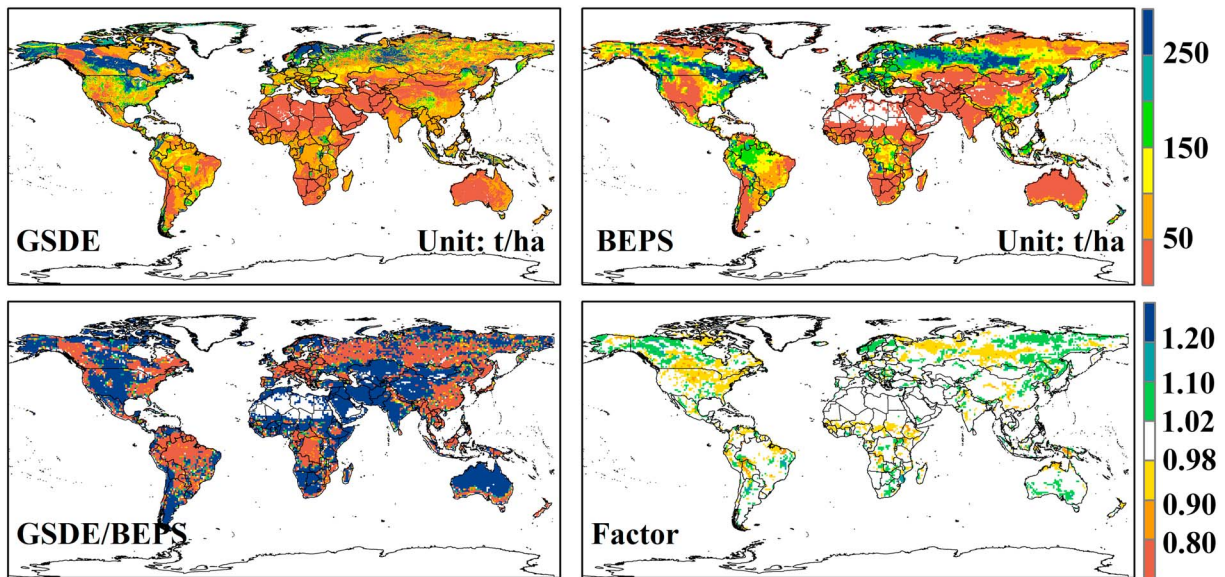 GSDE
Unit: t/ha
BEPS
Unit: t/ha
250
150
50
GSDE/BEPS
Factor
1.20
1.10
1.02
0.98
0.90
0.80